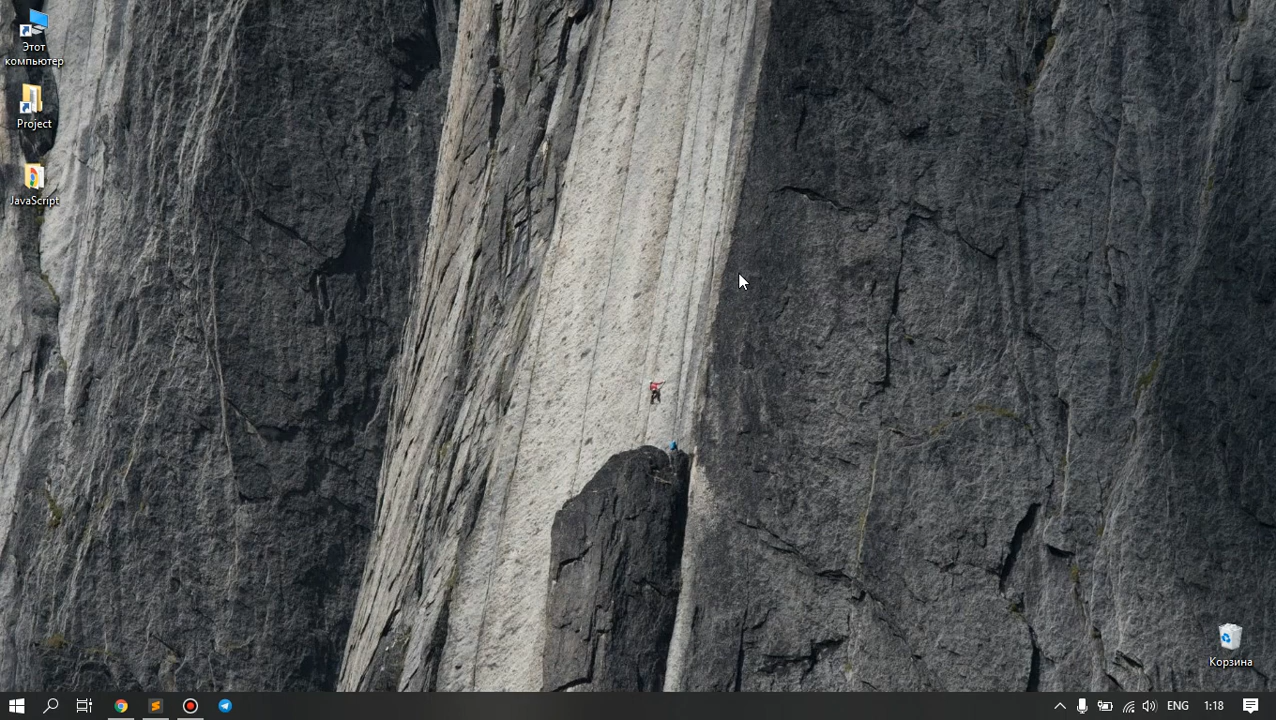 Этот
компьютер
Project
JavaScript
Корзина
ENG 1:18